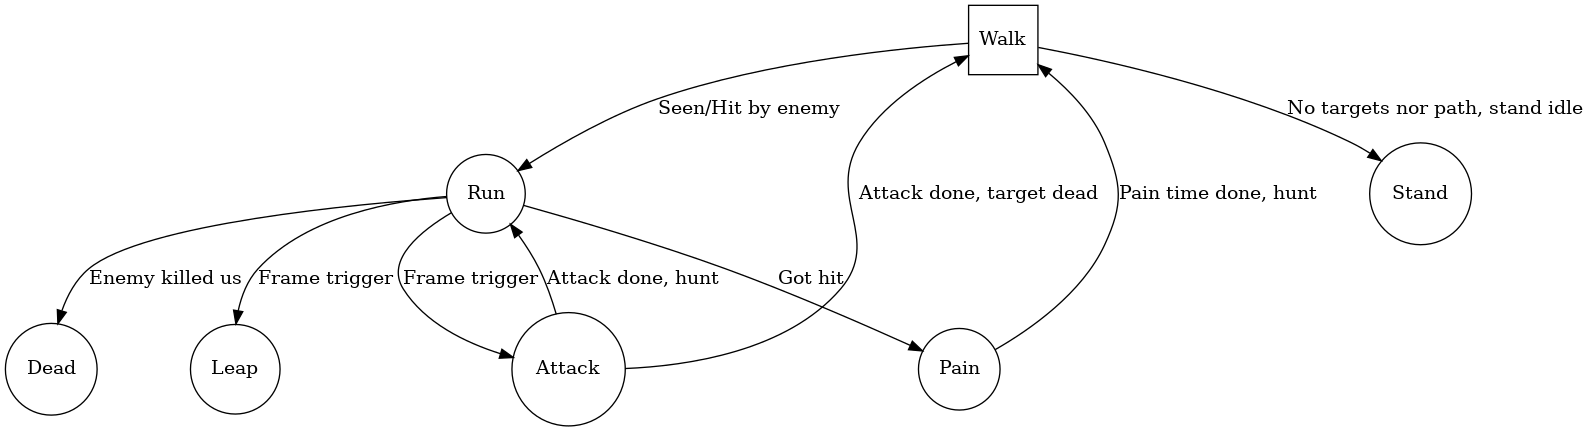 Walk
Seen/Hit by enemy
No targets nor path, stand idle
Run
Attack done, target dead
Pain time done, hunt
Stand
Enemy killed us
Frame trigger
Frame trigger
Attack done, hunt
Got hit
Dead
Leap
Attack
Pain